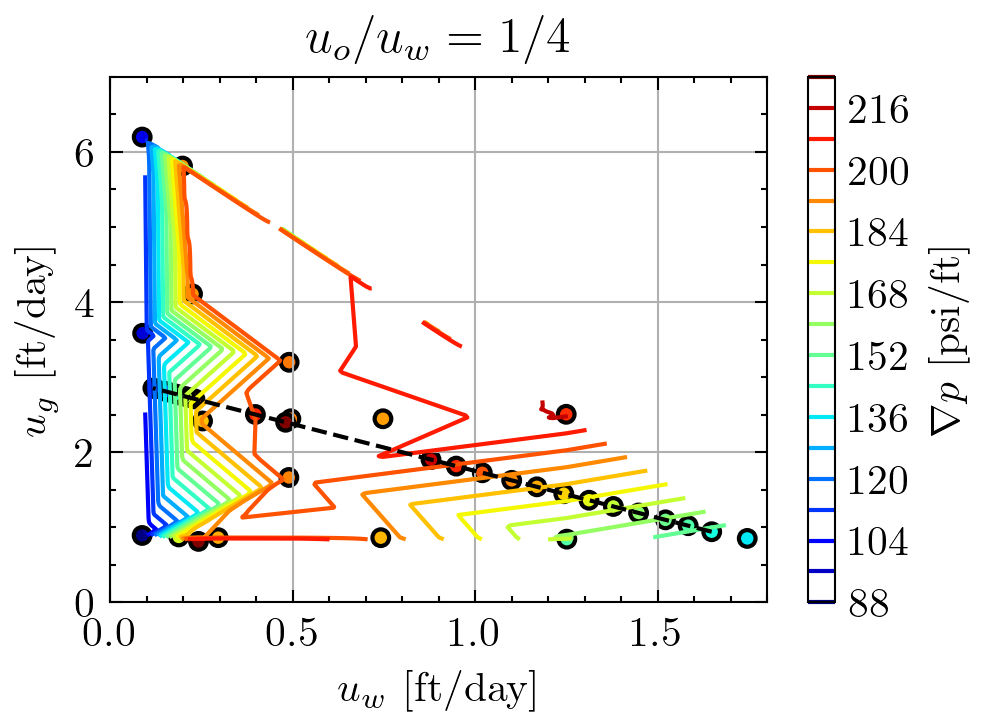 u_o/u_w = 1/4
u_g [ft/day]
6
4
2
0
0.0 0.5 1.0 1.5
u_w [ft/day]
216
200
184
168
152
136
120
104
88
∇p [psi/ft]